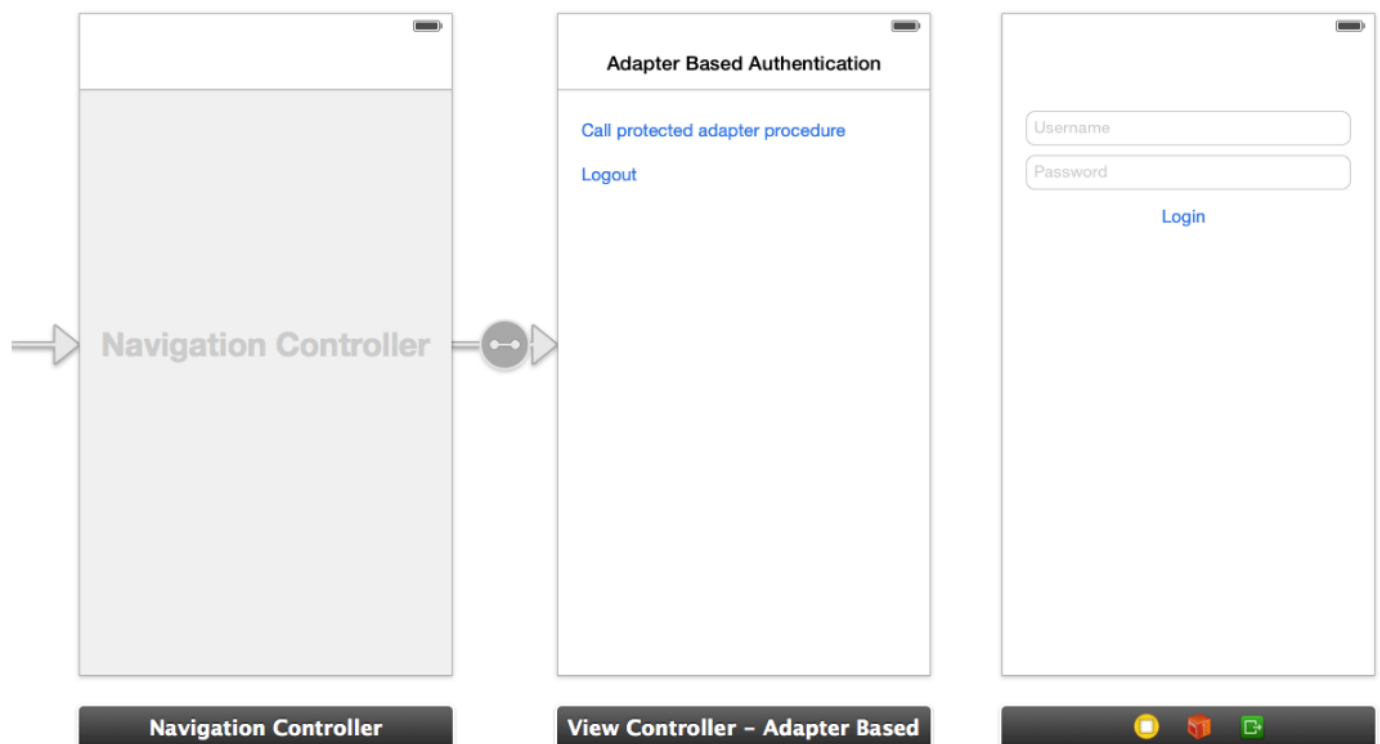 Navigation Controller
Navigation Controller
Adapter Based Authentication
Call protected adapter procedure
Logout
View Controller – Adapter Based
Username
Password
Login